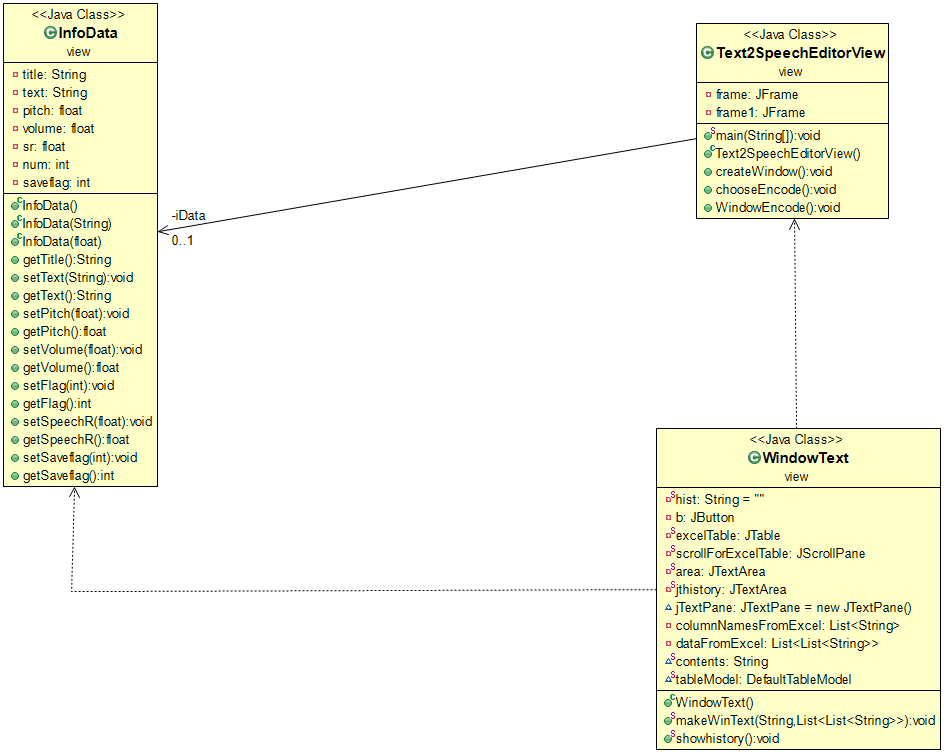 <<Java Class>>
InfoData
view
title: String
text: String
pitch: float
volume: float
sr: float
num: int
saveflag: int
InfoData()
InfoData(String)
InfoData(float)
getTitle():String
setText(String):void
getText():String
setPitch(float):void
getPitch():float
setVolume(float):void
getVolume():float
setFlag(int):void
getFlag():int
setSpeechR(float):void
getSpeechR():float
setSaveflag(int):void
getSaveflag():int
-iData
0..1
<<Java Class>>
Text2SpeechEditorView
view
frame: JFrame
frame1: JFrame
main(String[]):void
Text2SpeechEditorView()
createWindow():void
chooseEncode():void
WindowEncode():void
<<Java Class>>
WindowText
view
hist: String = ""
b: JButton
excelTable: JTable
scrollForExcelTable: JScrollPane
area: JTextArea
jthistory: JTextArea
jTextPane: JTextPane = new JTextPane()
columnNamesFromExcel: List<String>
dataFromExcel: List<List<String>>
contents: String
tableModel: DefaultTableModel
WindowText()
makeWinText(String,List<List<String>>):void
showhistory():void